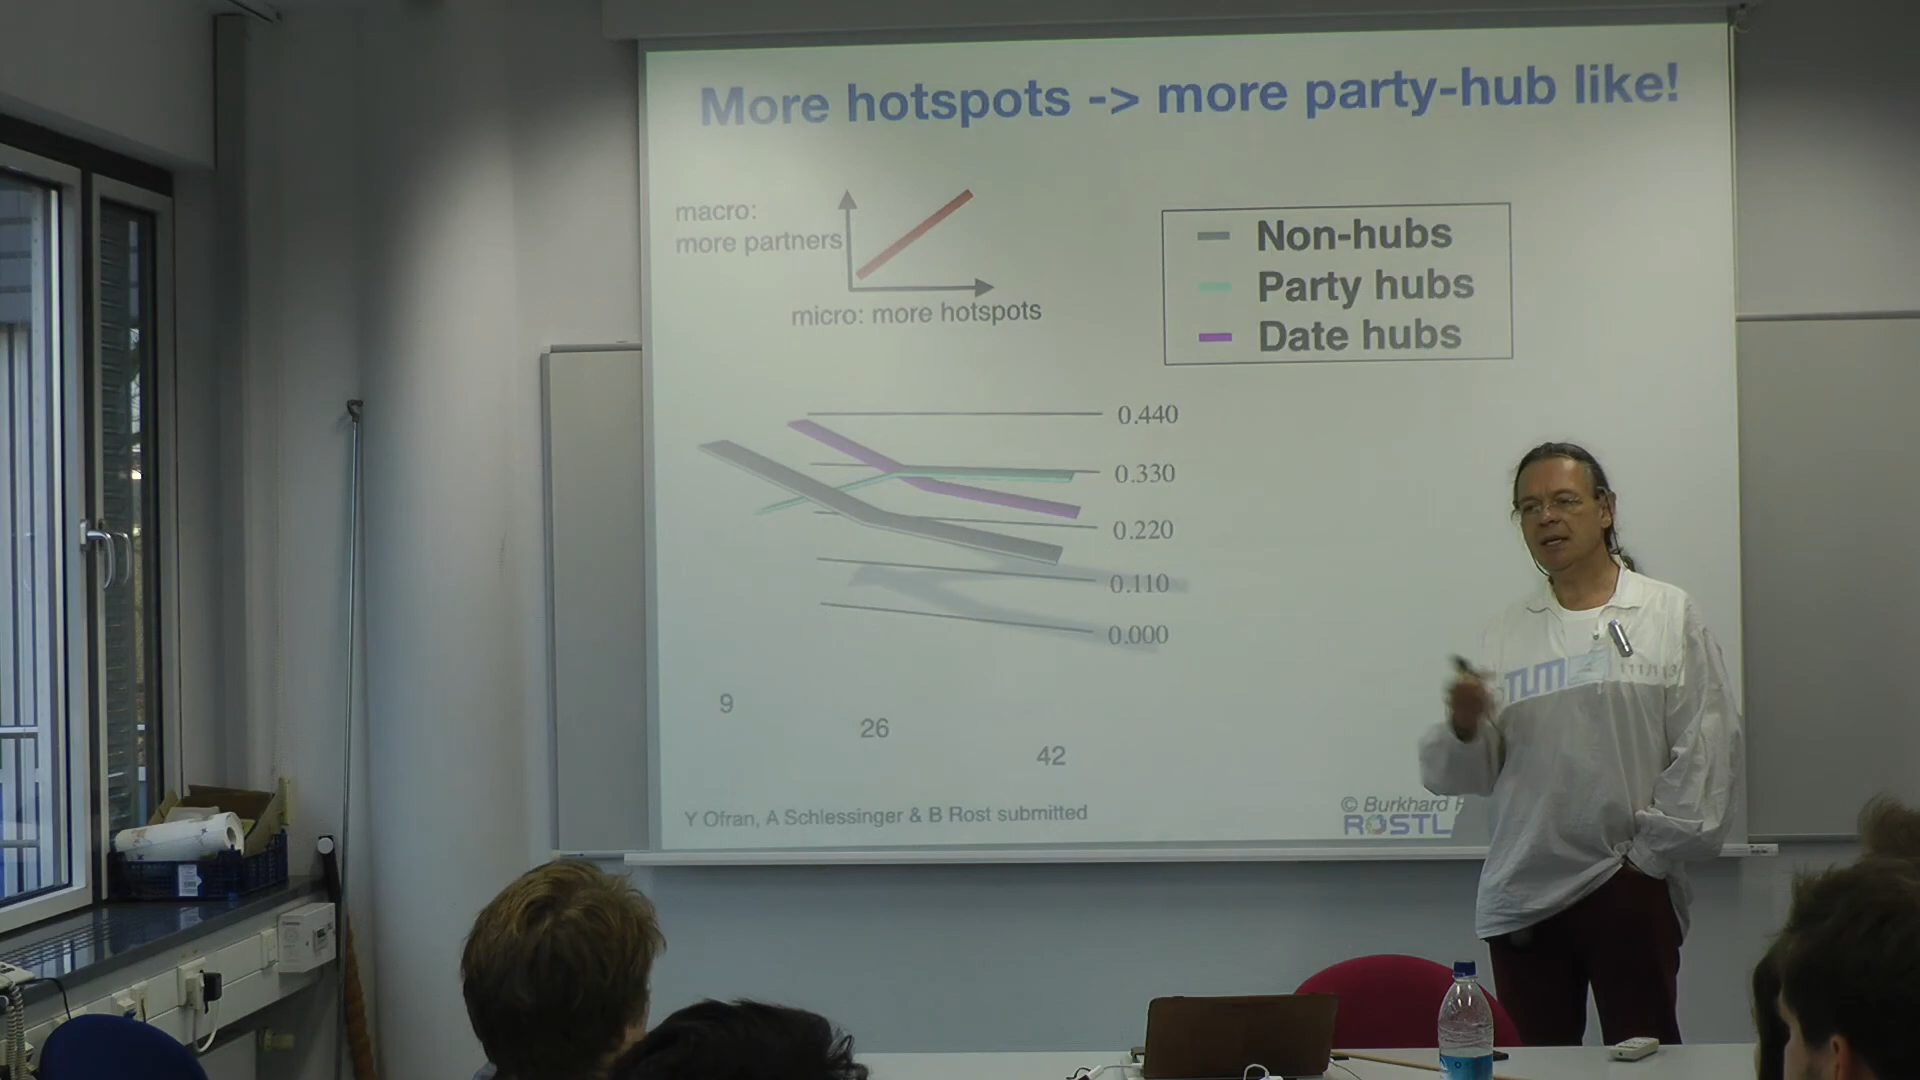 More hotspots -> more party-hub like!
macro:
more partners
micro: more hotspots
Non-hubs
Party hubs
Date hubs
0.440
0.330
0.220
0.110
0.000
9
26
42
Y Ofran, A Schlessinger & B Rost submitted
© Burkhard
ROSTL
TUM